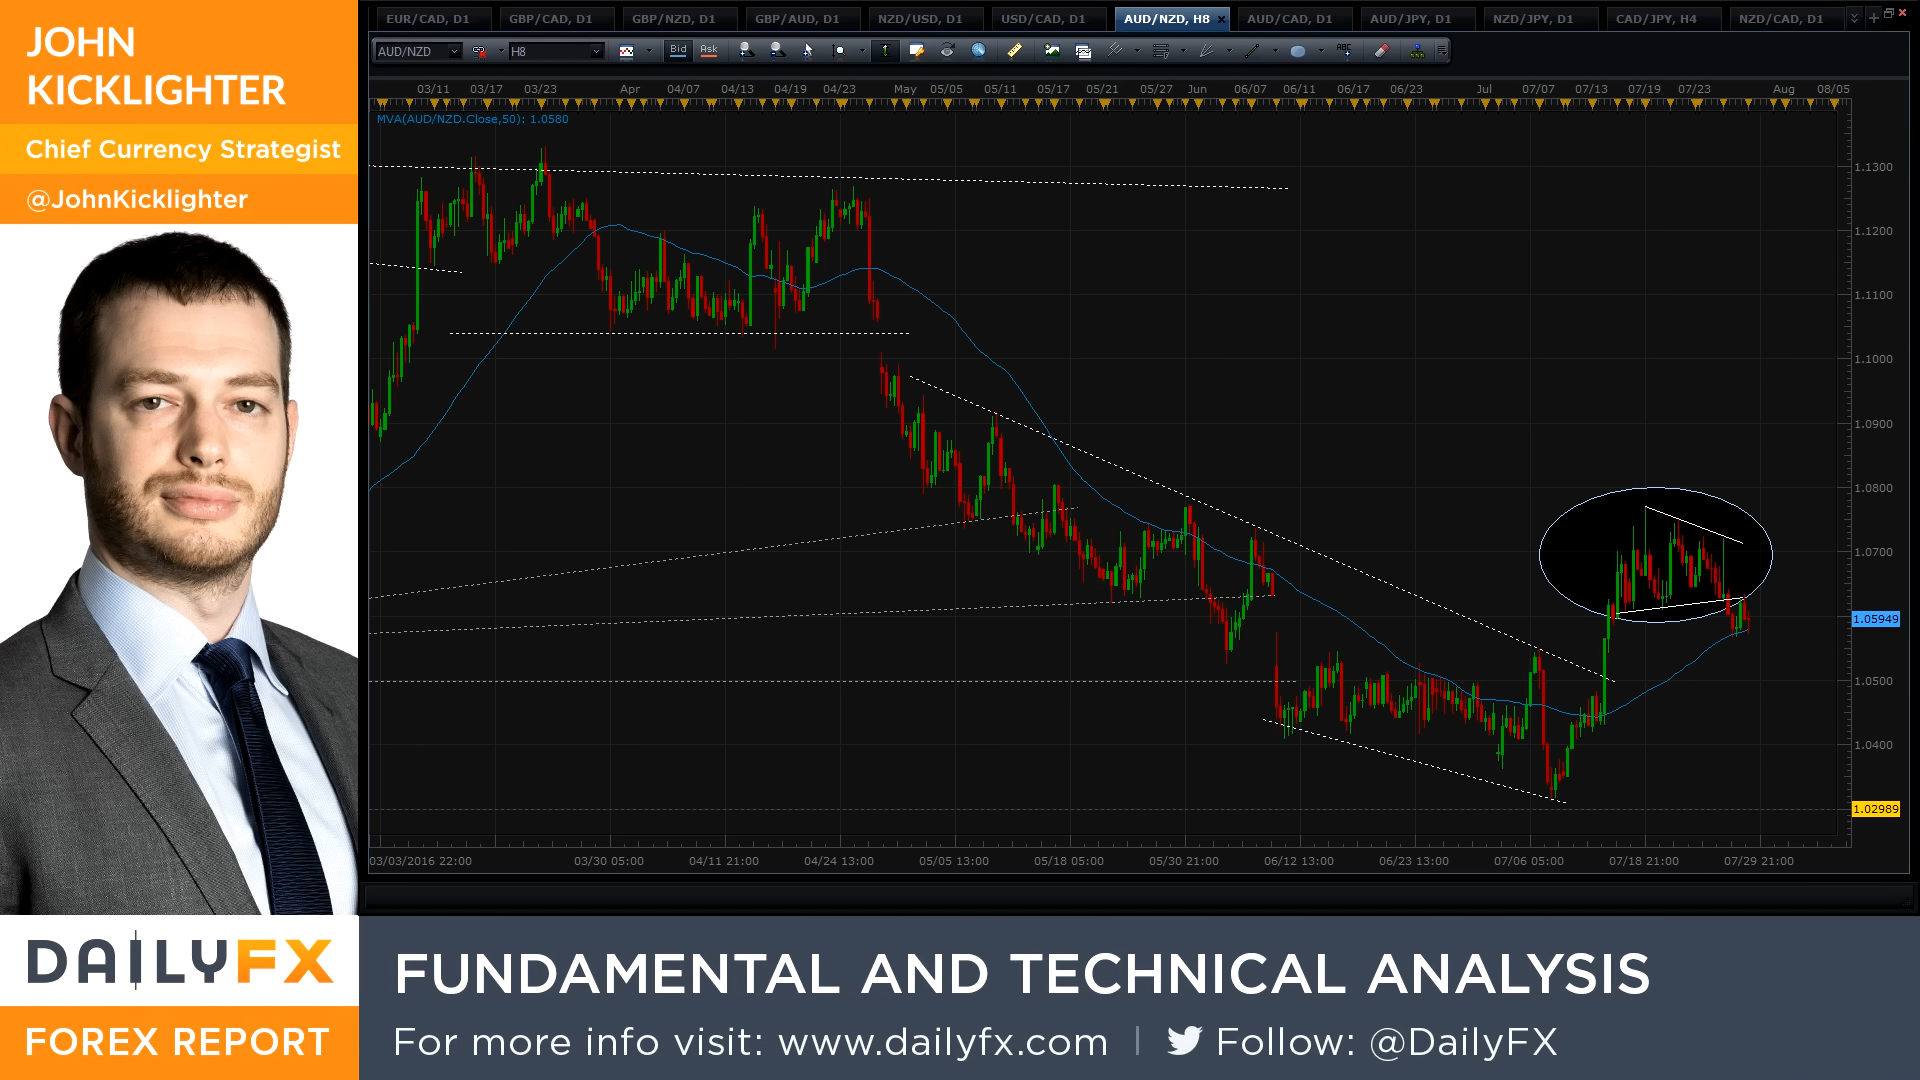 JOHN
KICKLIGHTER
Chief Currency Strategist
@JohnKicklighter
EUR/CAD, D1 GBP/CAD, D1 GBP/NZD, D1 GBP/AUD, D1 NZD/USD, D1 USD/CAD, D1 AUD/NZD, H8 AUD/CAD, D1 AUD/JPY, D1 NZD/JPY, D1 CAD/JPY, H4 NZD/CAD, D1
AUD/NZD H8 Bid Ask ABC
03/11 03/17 03/23 Apr 04/07 04/13 04/19 04/23 May 05/05 05/11 05/17 05/21 05/27 Jun 06/07 06/11 06/17 06/23 Jul 07/07 07/13 07/19 07/23 Aug 08/05
MVA(AUD/NZD.Close,50): 1.0580
1.1300
1.1200
1.1100
1.1000
1.0900
1.0800
1.0700
1.05949
1.0500
1.0400
1.02989
03/03/2016 22:00 03/30 05:00 04/11 21:00 04/24 13:00 05/05 13:00 05/18 05:00 05/30 21:00 06/12 13:00 06/23 13:00 07/06 05:00 07/18 21:00 07/29 21:00
DAILYFX
FOREX REPORT
FUNDAMENTAL AND TECHNICAL ANALYSIS
For more info visit: www.dailyfx.com | Follow: @DailyFX